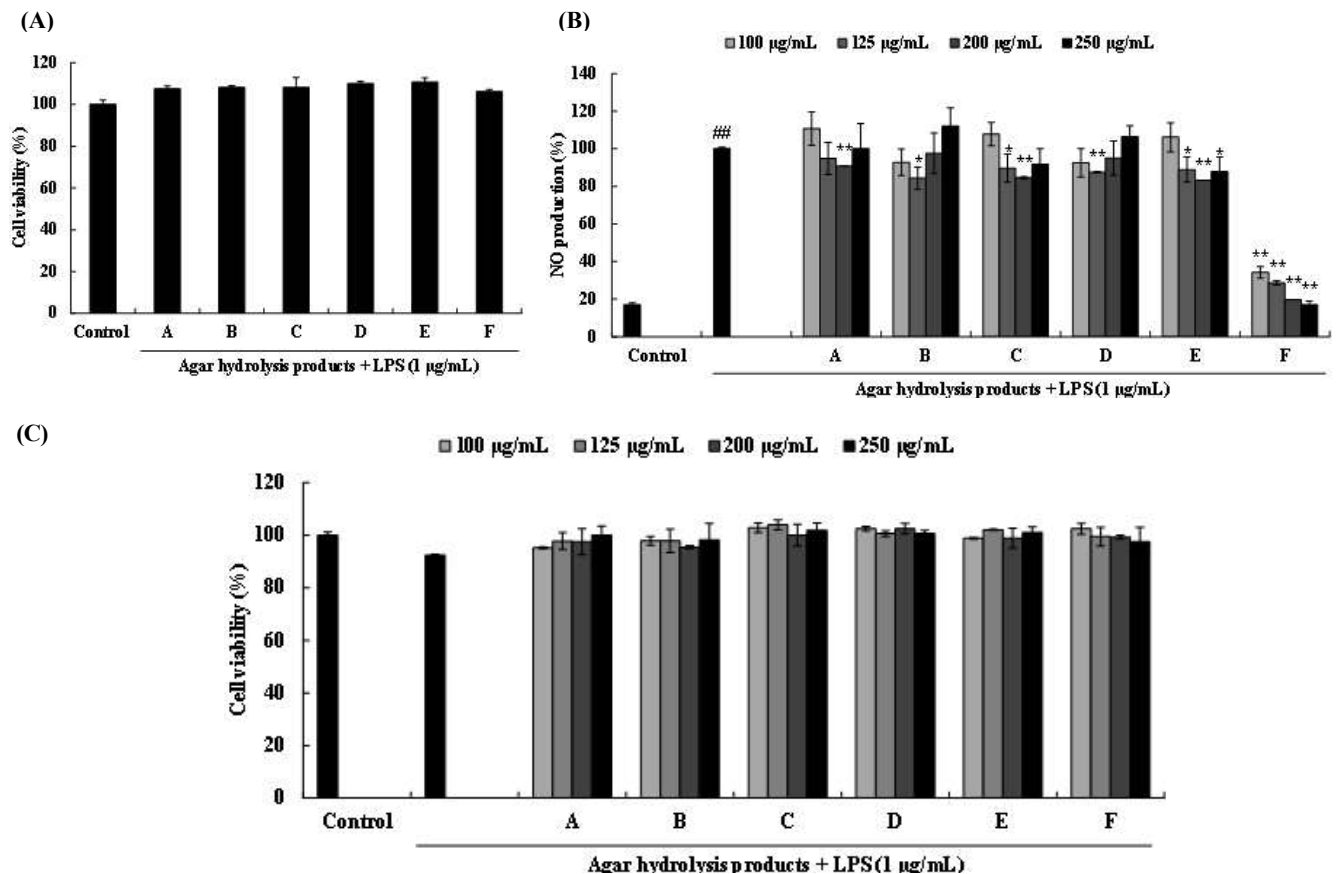 (A)
Cell viability (%)
120
100
80
60
40
20
0
Control A B C D E F
Agar hydrolysis products + LPS (1 µg/mL)
(B)
100 µg/mL 125 µg/mL 200 µg/mL 250 µg/mL
NO production (%)
140
120
100
80
60
40
20
0
##
**
*
* **
**
* ** *
** ** ** **
Control A B C D E F
Agar hydrolysis products + LPS (1 µg/mL)
(C)
100 µg/mL 125 µg/mL 200 µg/mL 250 µg/mL
Cell viability (%)
120
100
80
60
40
20
0
Control A B C D E F
Agar hydrolysis products + LPS (1 µg/mL)